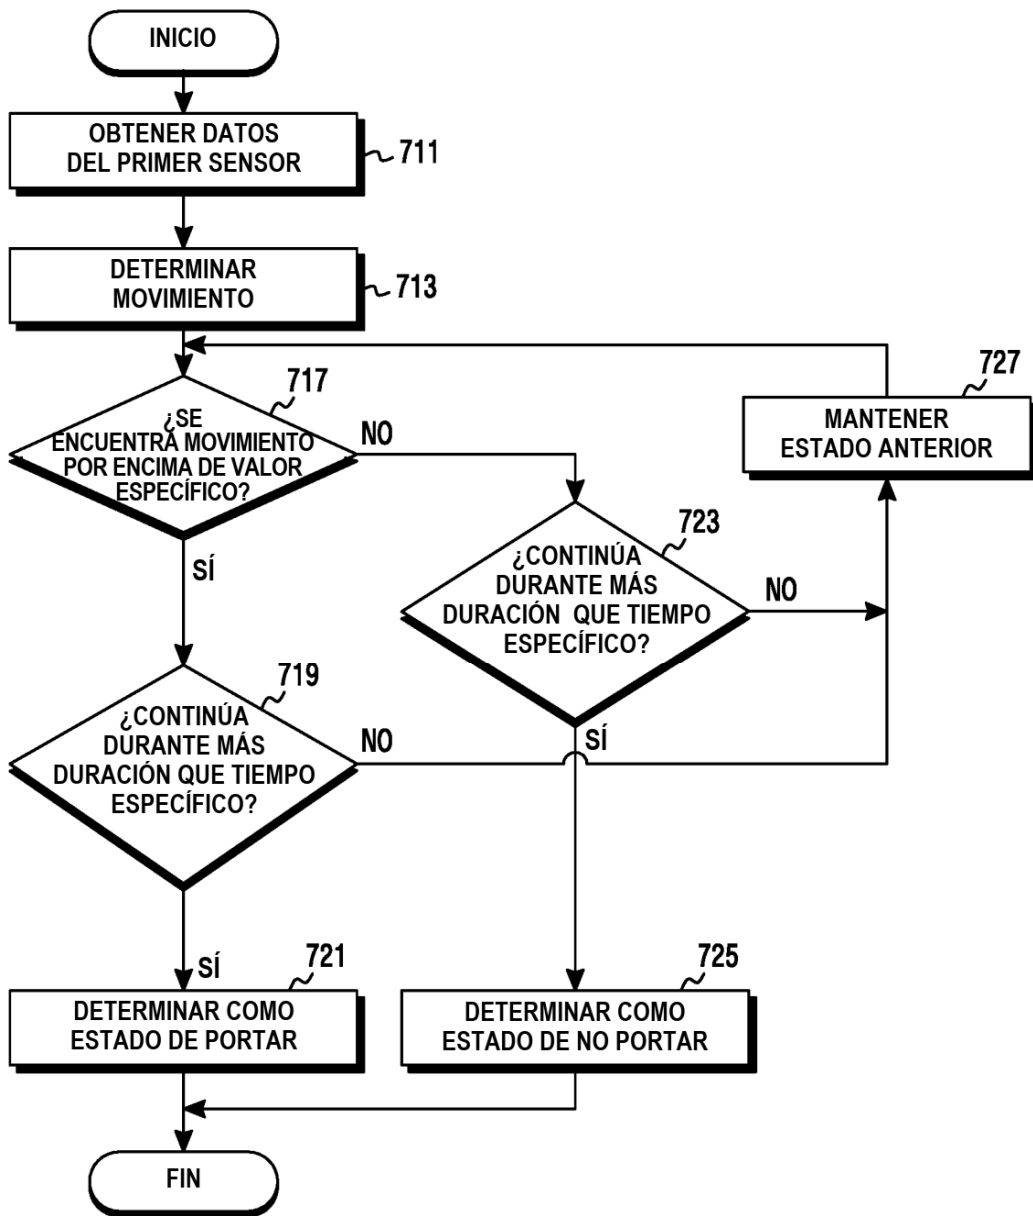 INICIO
OBTENER DATOS
DEL PRIMER SENSOR
711
DETERMINAR
MOVIMIENTO
713
¿SE
ENCUENTRA MOVIMIENTO
POR ENCIMA DE VALOR
ESPECÍFICO?
717
NO
SÍ
727
MANTENER
ESTADO ANTERIOR
723
¿CONTINÚA
DURANTE MÁS
DURACIÓN QUE TIEMPO
ESPECÍFICO?
NO
SÍ
719
¿CONTINÚA
DURANTE MÁS
DURACIÓN QUE TIEMPO
ESPECÍFICO?
NO
SÍ
721
DETERMINAR COMO
ESTADO DE PORTAR
725
DETERMINAR COMO
ESTADO DE NO PORTAR
FIN